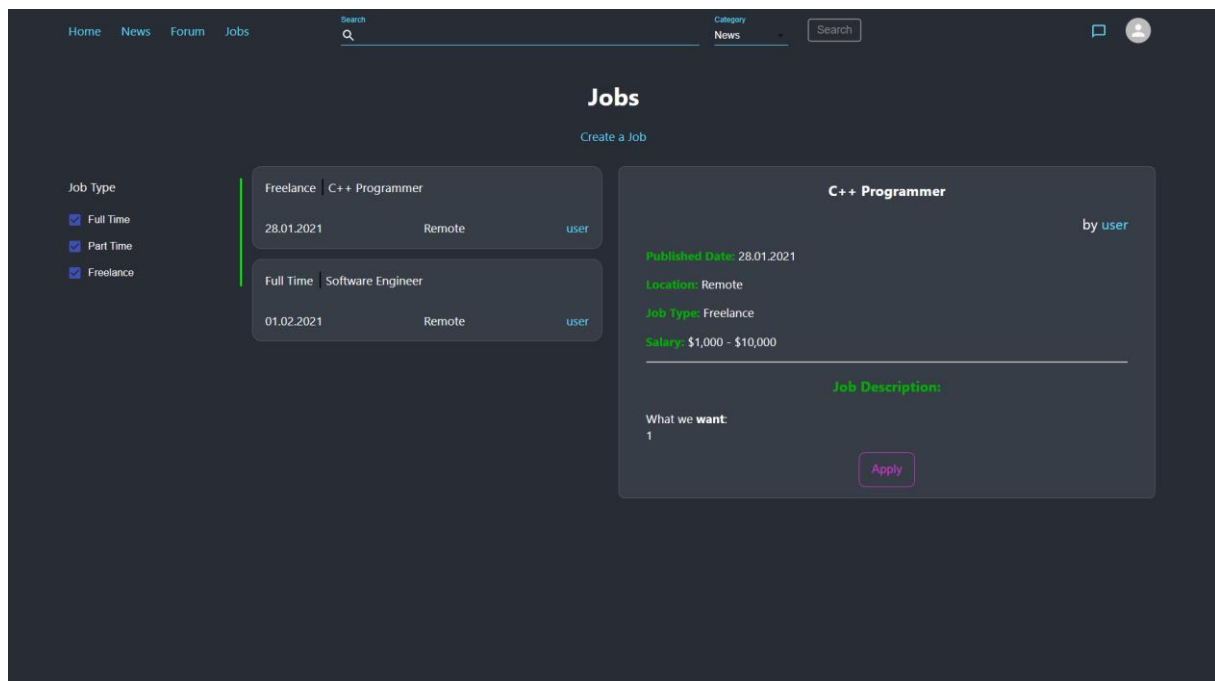 Home News Forum Jobs
Search
Category
News
Search
Jobs
Create a Job
Job Type
Full Time
Part Time
Freelance
Freelance C++ Programmer
28.01.2021 Remote user
Full Time Software Engineer
01.02.2021 Remote user
C++ Programmer
by user
Published Date: 28.01.2021
Location: Remote
Job Type: Freelance
Salary: $1,000 - $10,000
Job Description:
What we want:
1
Apply